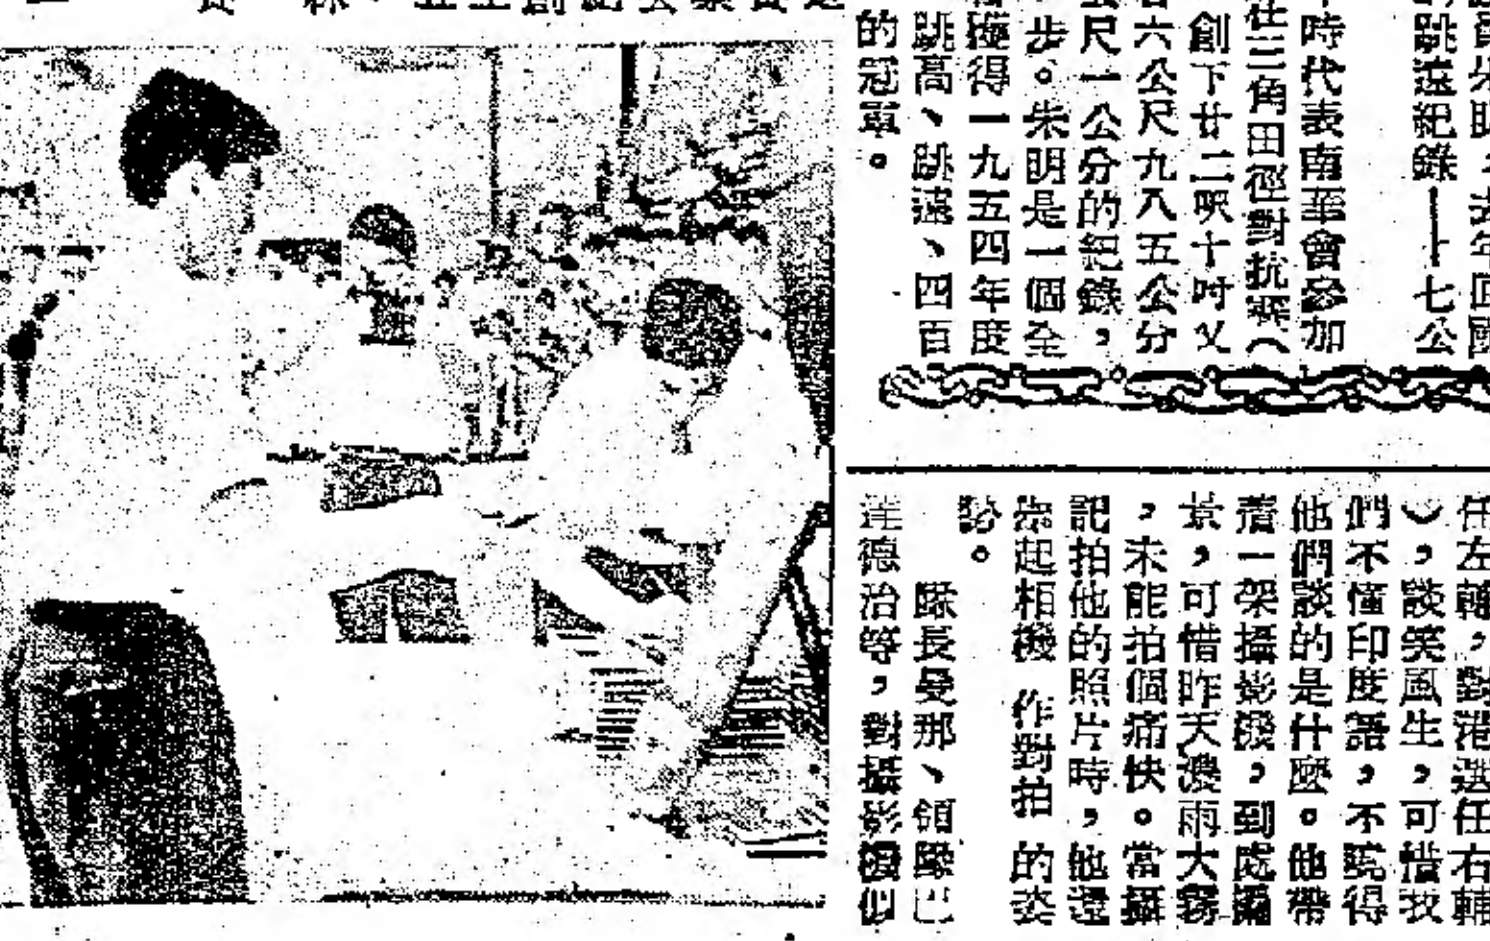 的跳遠紀錄——十七公
時代表南華會參加
在三角田徑對抗賽（
創下廿二呎十吋又
六公尺九八五公分
公尺一公分的紀錄，
步。朱明是一個全
獲得一九五四年度
跳高、跳遠、四百
的冠軍。
任左輔，對港選任右輔
），談笑風生，可惜我
們不懂印度語，不曉得
他們談的是什麼。他帶
着一架攝影機，到處攝
景，可惜昨天濃雨大霧
，未能拍個痛快。當攝
記拍他的照片時，他還
起相機 作對拍 的姿
勢。
隊長曼那、領隊巴
達德治等，對攝影機似